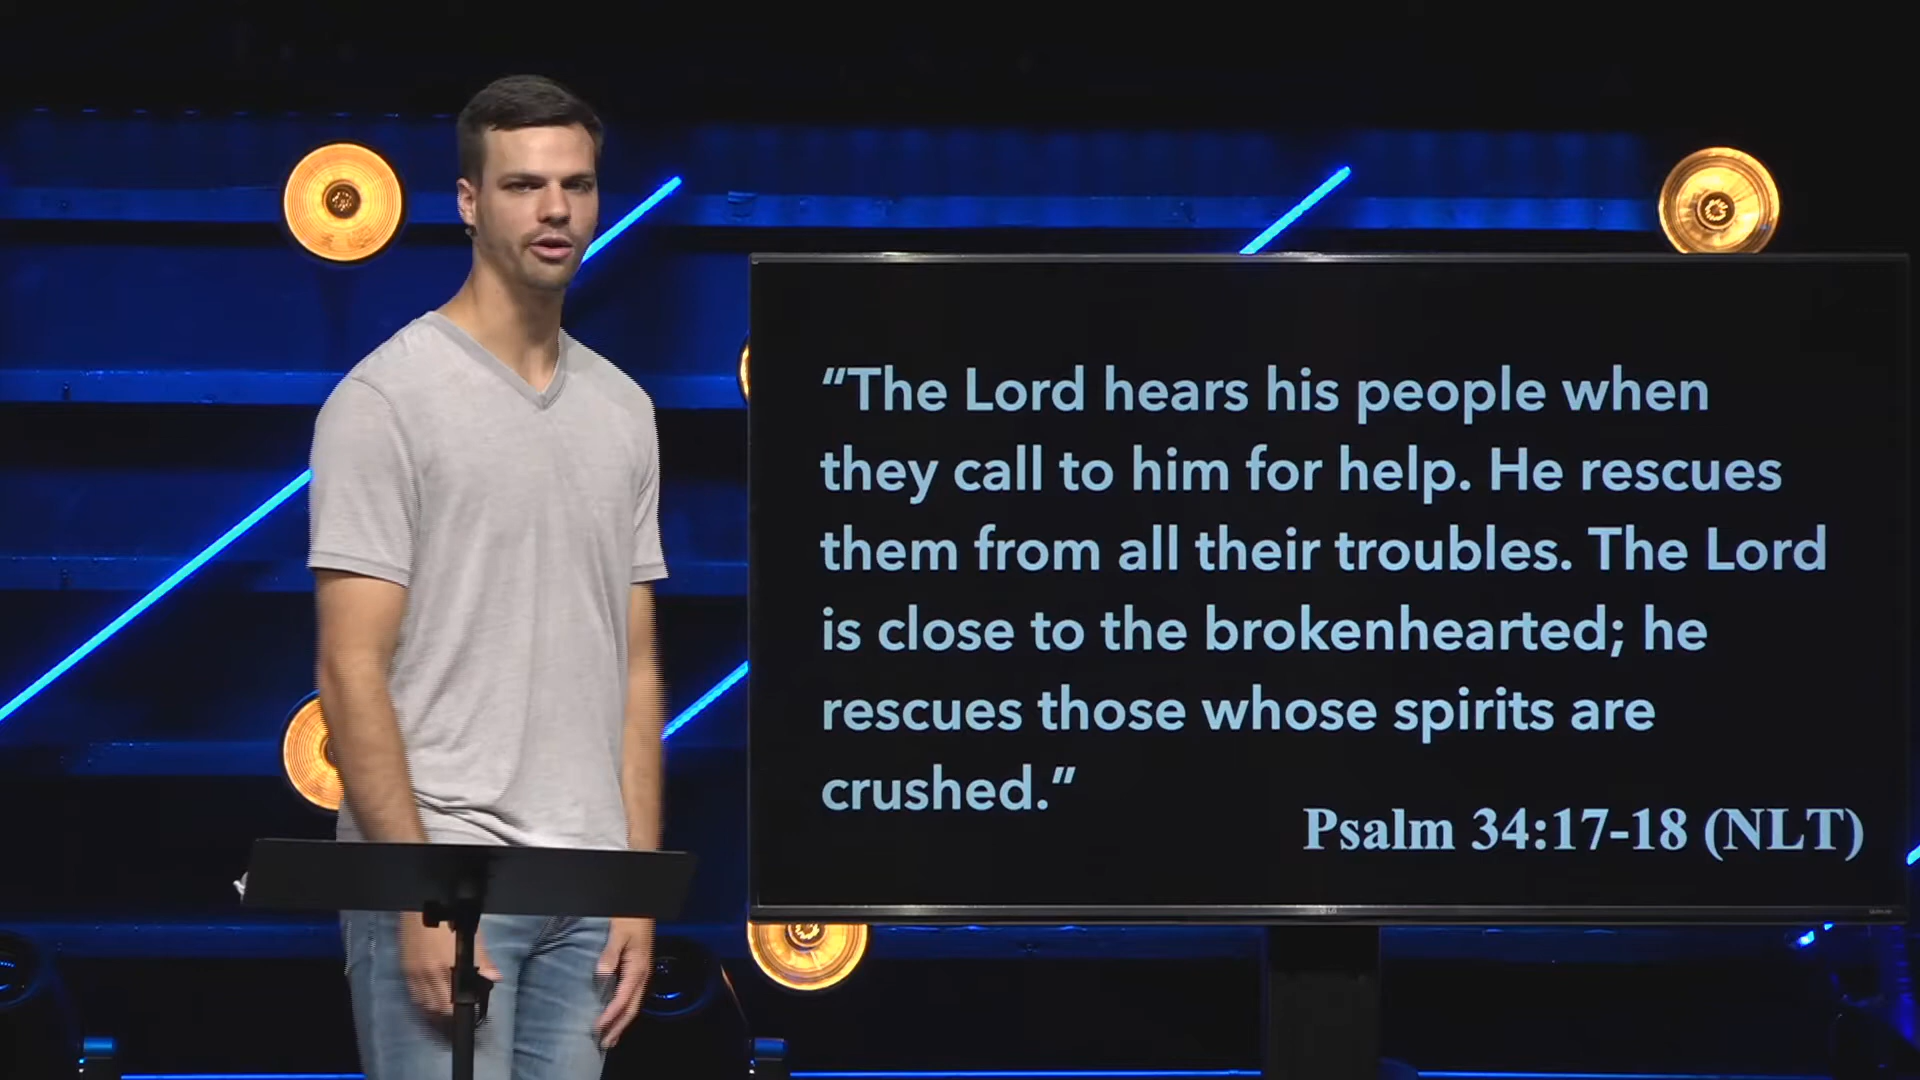 “The Lord hears his people when
they call to him for help. He rescues
them from all their troubles. The Lord
is close to the brokenhearted; he
rescues those whose spirits are
crushed.”
Psalm 34:17-18 (NLT)